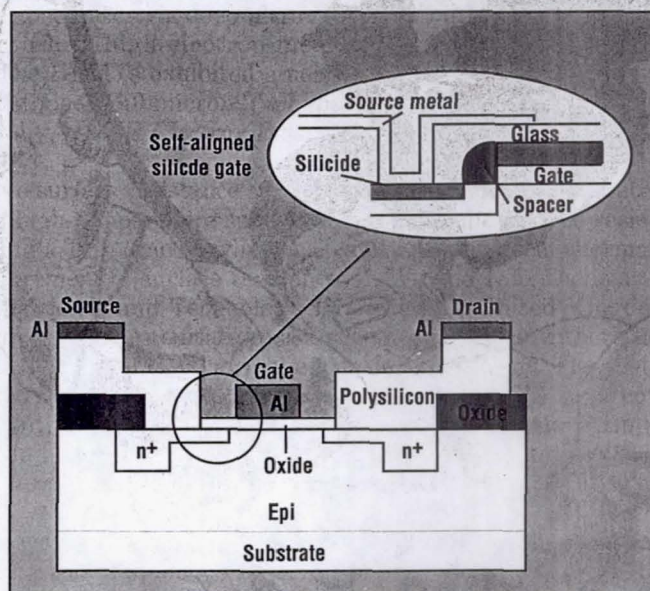 Source metal
Self-aligned
silicde gate
Glass
Silicide
Gate
Spacer
Source
Drain
Al
Al
Gate
Al
Polysilicon
Oxide
n+
Oxide
n+
Epi
Substrate